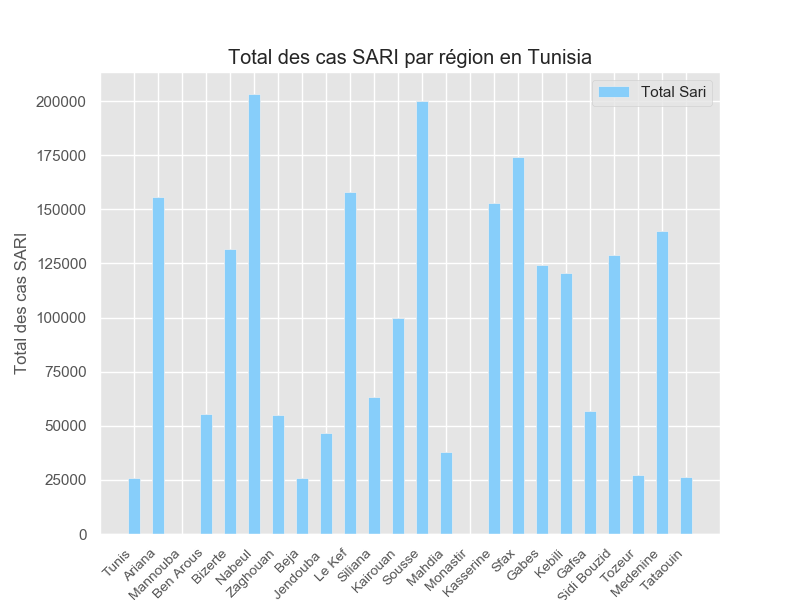 Total des cas SARI par région en Tunisia
Total Sari
Total des cas SARI
200000
175000
150000
125000
100000
75000
50000
25000
0
Tunis
Ariana
Mannouba
Ben Arous
Bizerte
Nabeul
Zaghouan
Beja
Jendouba
Le Kef
Siliana
Kairouan
Sousse
Mahdia
Monastir
Kasserine
Sfax
Gabes
Kebili
Gafsa
Sidi Bouzid
Tozeur
Medenine
Tataouin